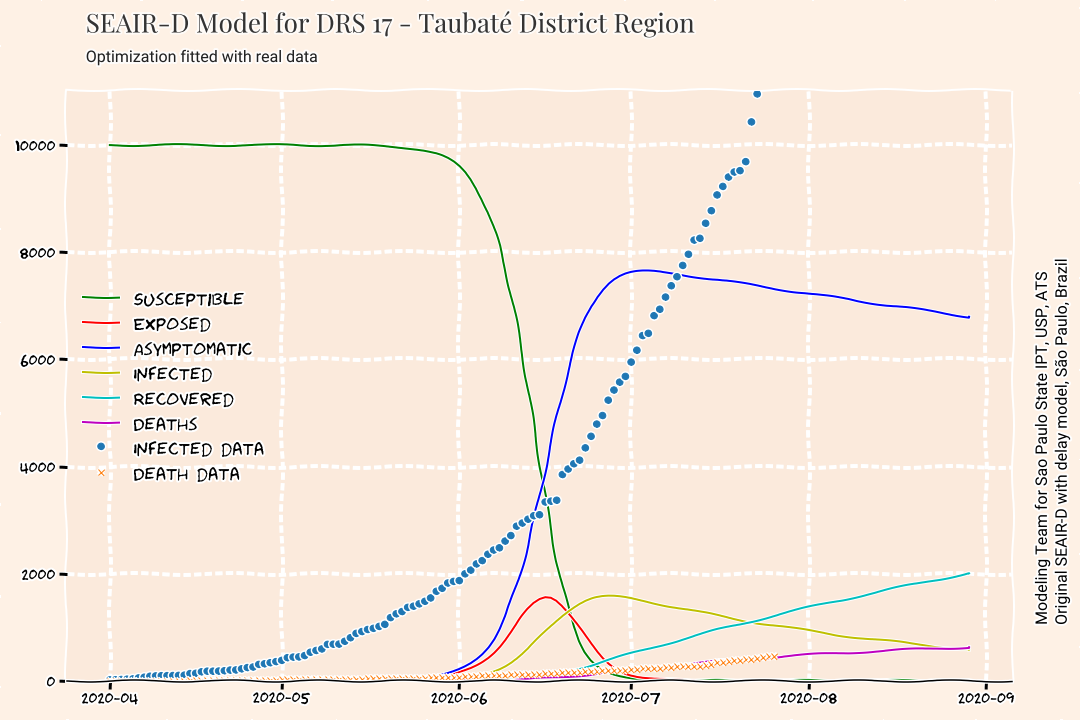 SEAIR-D Model for DRS 17 - Taubaté District Region
Optimization fitted with real data
10000
8000
6000
4000
2000
0
SUSCEPTIBLE
EXPOSED
ASYMPTOMATIC
INFECTED
RECOVERED
DEATHS
INFECTED DATA
DEATH DATA
2020-04
2020-05
2020-06
2020-07
2020-08
2020-09
Modeling Team for Sao Paulo State IPT, USP, ATS
Original SEAIR-D with delay model, São Paulo, Brazil